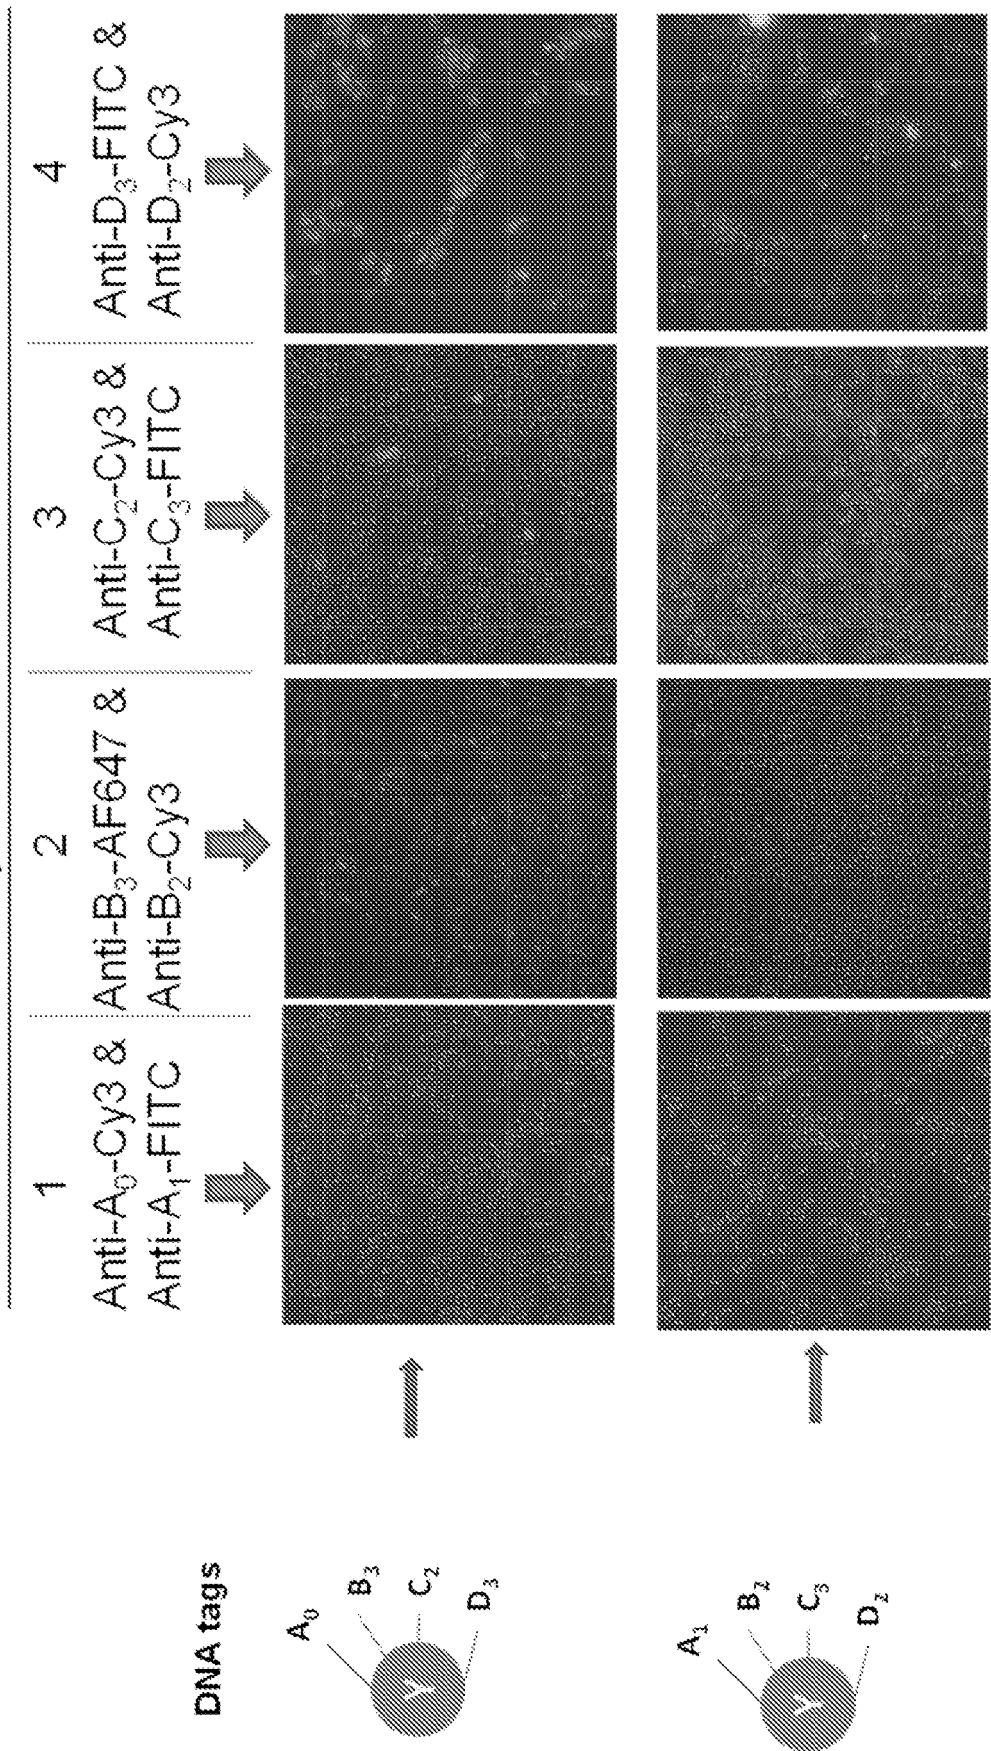 1
Anti-A₀-Cy3 &
Anti-A₁-FITC
2
Anti-B₃-AF647 &
Anti-B₂-Cy3
3
Anti-C₂-Cy3 &
Anti-C₃-FITC
4
Anti-D₃-FITC &
Anti-D₂-Cy3
DNA tags
A₀
B₃
C₂
D₃
Y
A₁
B₂
C₃
D₂
Y